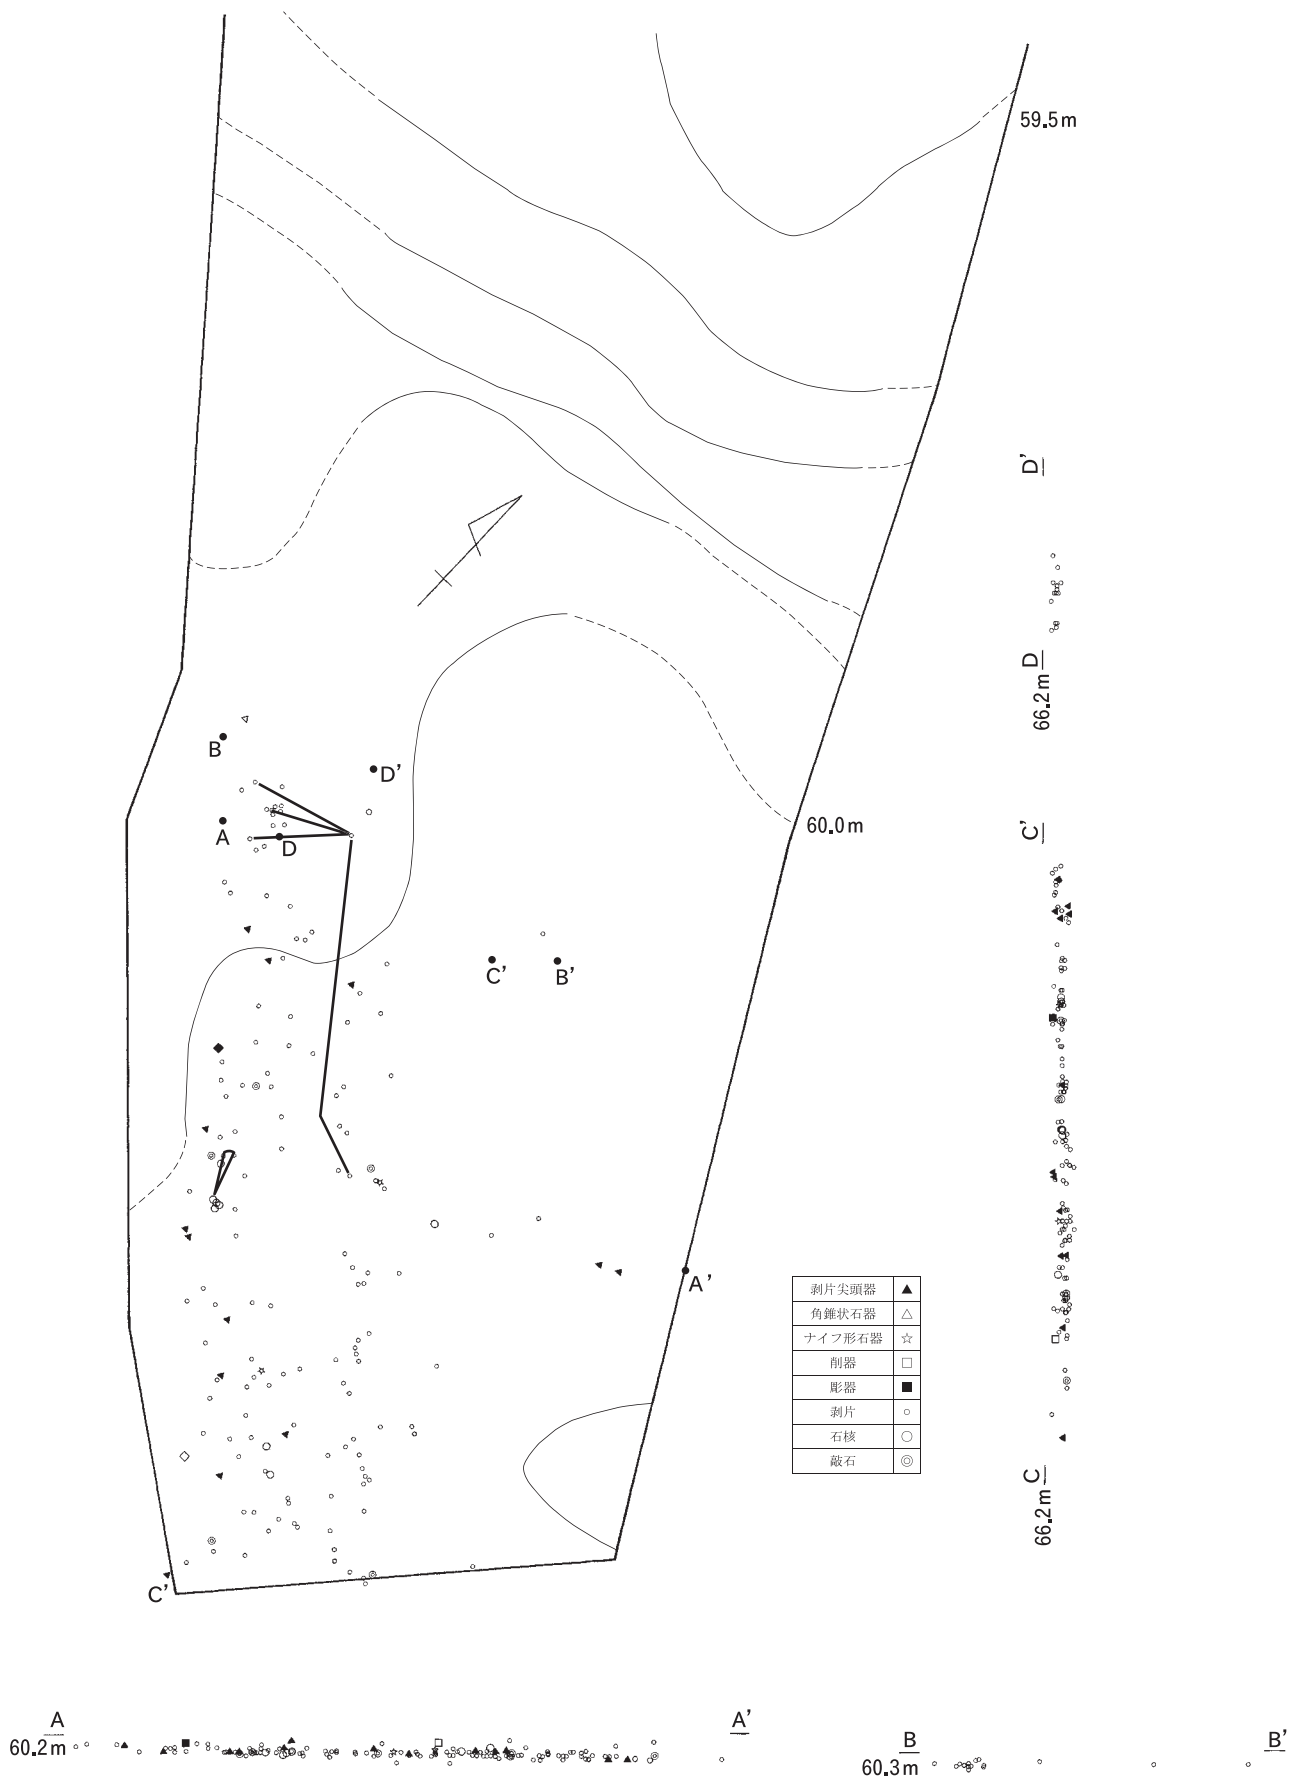 59.5m
D'
D
66.2m
B
D'
A
D
60.0m
C'
C'
B'
A'
剥片尖頭器 ▲
角錐状石器 △
ナイフ形石器 ☆
削器 □
彫器 ■
剥片 ○
石核 ○
敲石 ◎
C
66.2m
C'
A
A'
60.2m
B
B'
60.3m